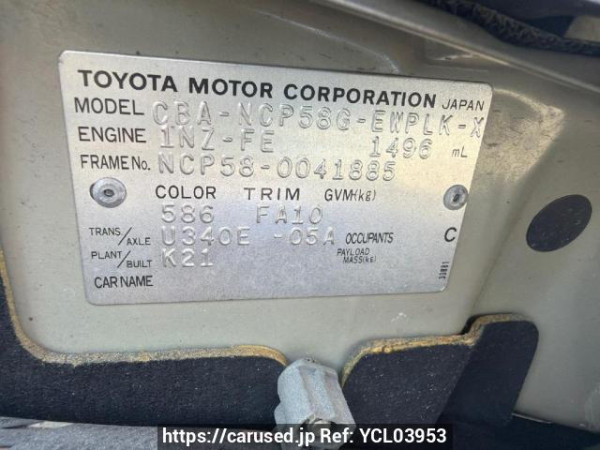 TOYOTA MOTOR CORPORATION JAPAN
MODEL CBA-NCP58G-EWPLK-X
ENGINE 1NZ-FE 1496 mL
FRAME No. NCP58-0041885
COLOR TRIM GVM(kg)
586 FA10
TRANS/AXLE U340E -05A OCCUPANTS C
PLANT/BUILT K21 PAYLOAD MASS(kg)
CAR NAME
https://carused.jp Ref: YCL03953